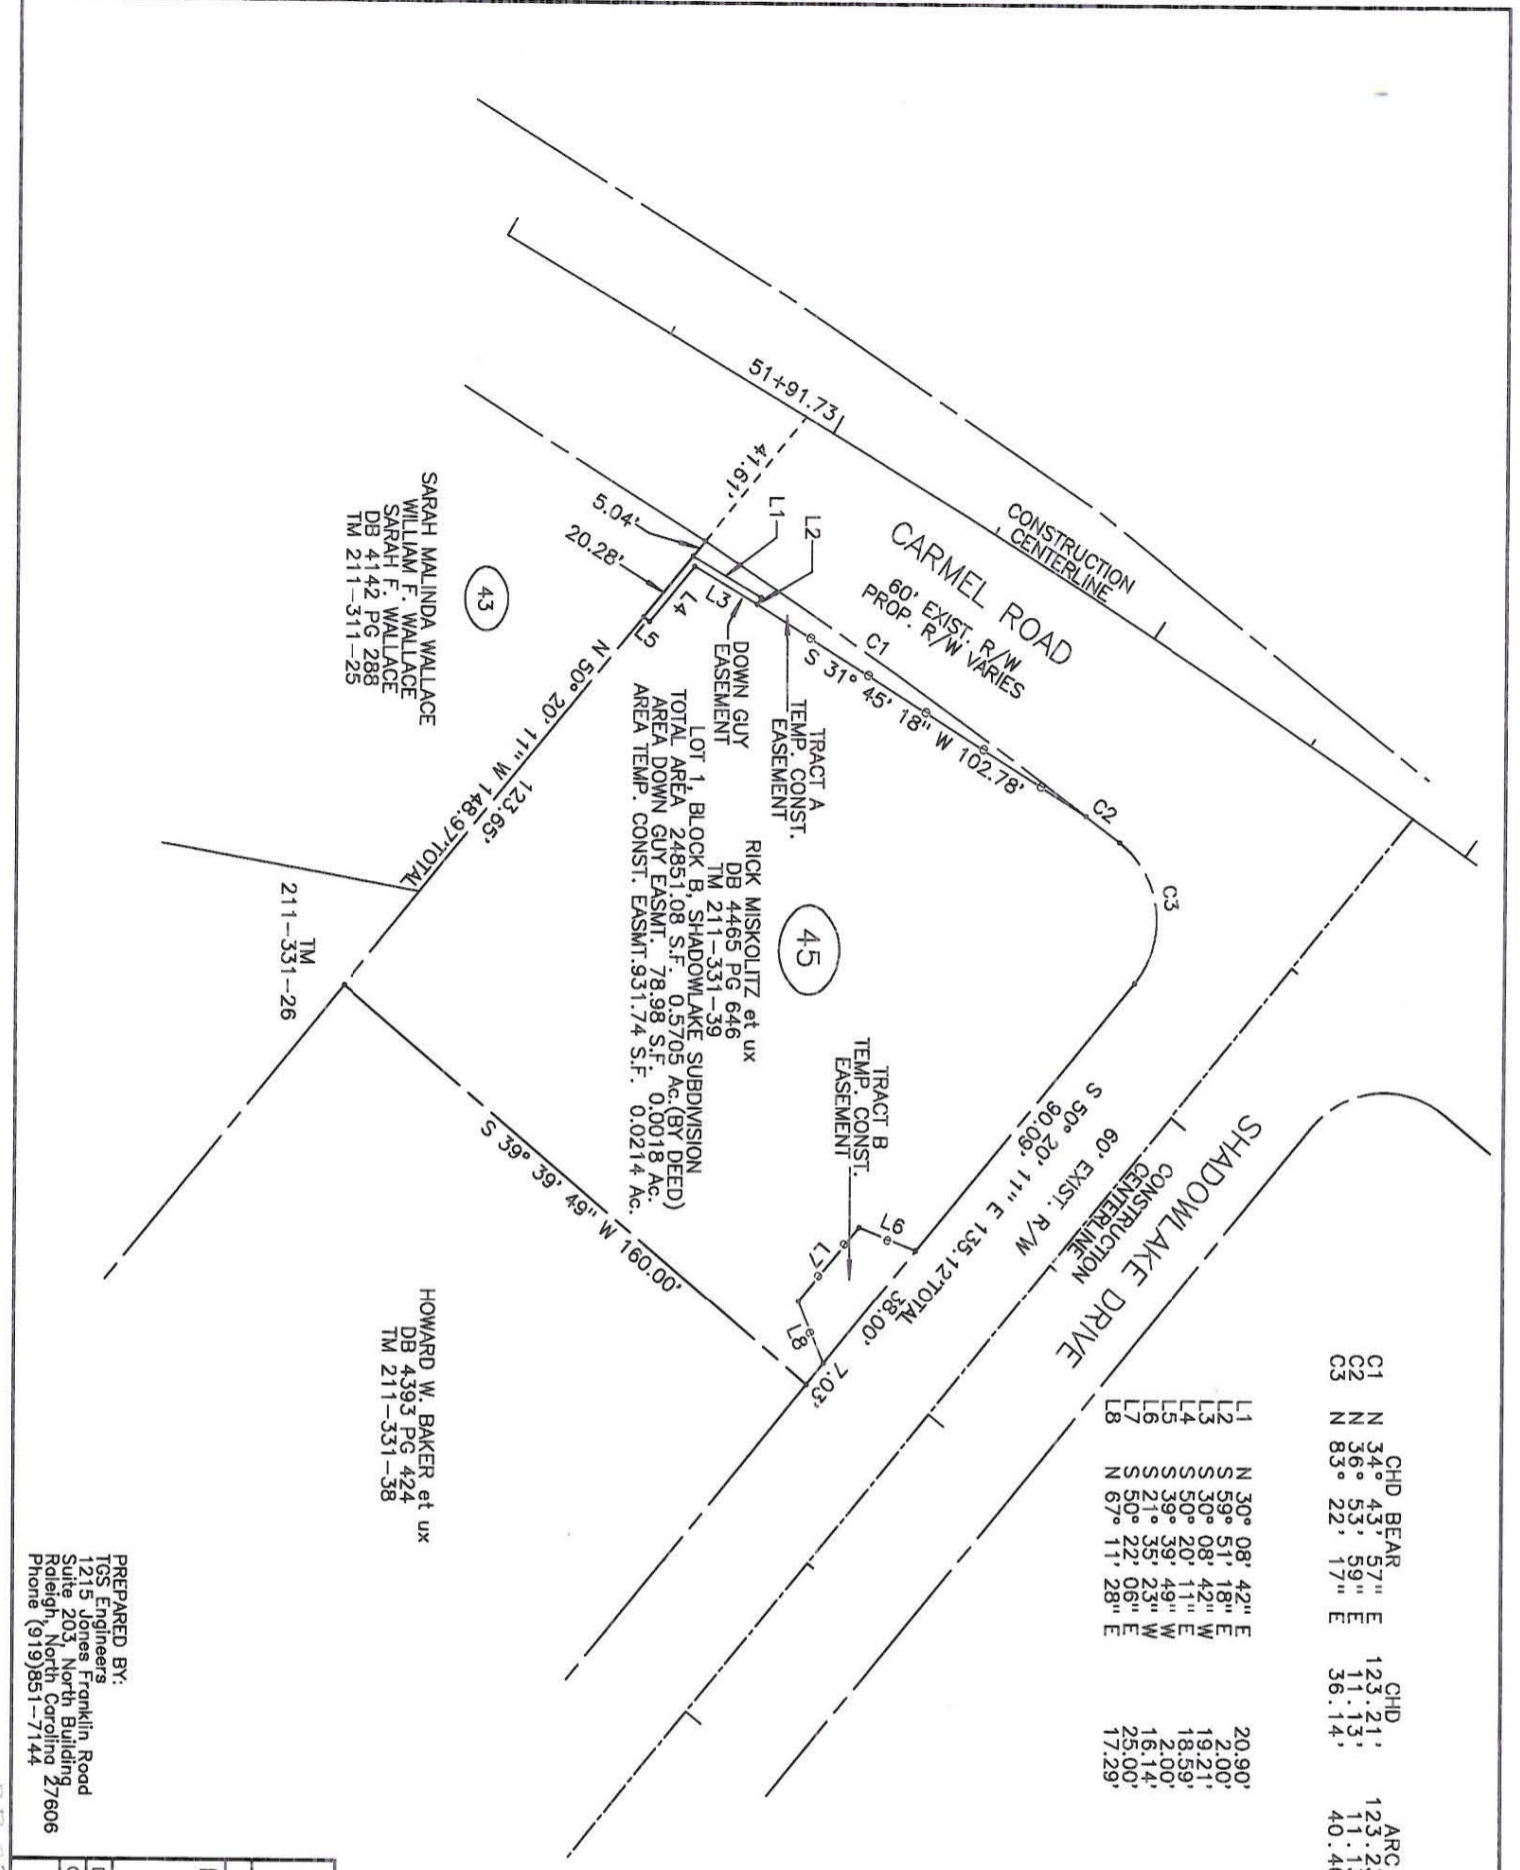 CHD BEAR CHD ARC
C1 N 34° 43' 57" E 123.21'
C2 N 36° 53' 59" E 11.13'
C3 N 83° 22' 17" E 36.14'
L1 N 30° 08' 42" E 20.90'
L2 S 59° 51' 18" E 2.00'
L3 S 30° 08' 42" W 19.21'
L4 S 50° 20' 11" E 18.59'
L5 S 39° 39' 49" W 2.00'
L6 S 21° 35' 23" W 16.14'
L7 S 50° 22' 06" E 25.00'
L8 N 67° 11' 28" E 17.29'
CONSTRUCTION
CENTERLINE
CARMEL ROAD
60' EXIST. R/W
PROP. R/W VARIES
51+91.73
41.61'
L1
L2
5.04'
20.28'
L3
L4
L5
C1
S 31° 45' 18" W 102.78'
C2
C3
SHADOWLAKE DRIVE
CONSTRUCTION
CENTERLINE
60' EXIST. R/W
S 50° 20' 11" E 135.12'TOTAL
90.09'
38.00'
7.03'
TRACT A
TEMP. CONST.
EASEMENT
DOWN GUY
EASEMENT
TRACT B
TEMP. CONST.
EASEMENT
L6
L7
L8
45
RICK MISKOLITZ et ux
DB 4465 PG 646
TM 211-331-39
LOT 1, BLOCK B, SHADOWLAKE SUBDIVISION
TOTAL AREA 24851.08 S.F. 0.5705 Ac.(BY DEED)
AREA DOWN GUY EASMT. 78.98 S.F. 0.0018 Ac.
AREA TEMP. CONST. EASMT.931.74 S.F. 0.0214 Ac.
43
SARAH MALINDA WALLACE
WILLIAM F. WALLACE
SARAH F. WALLACE
DB 4142 PG 288
TM 211-311-25
123.65'
N 50° 20' 11" W 148.97'TOTAL
TM
211-331-26
S 39° 39' 49" W 160.00'
HOWARD W. BAKER et ux
DB 4393 PG 424
TM 211-331-38
PREPARED BY:
TGS Engineers
1215 Jones Franklin Road
Suite 203, North Building
Raleigh, North Carolina 27606
Phone (919)851-7144